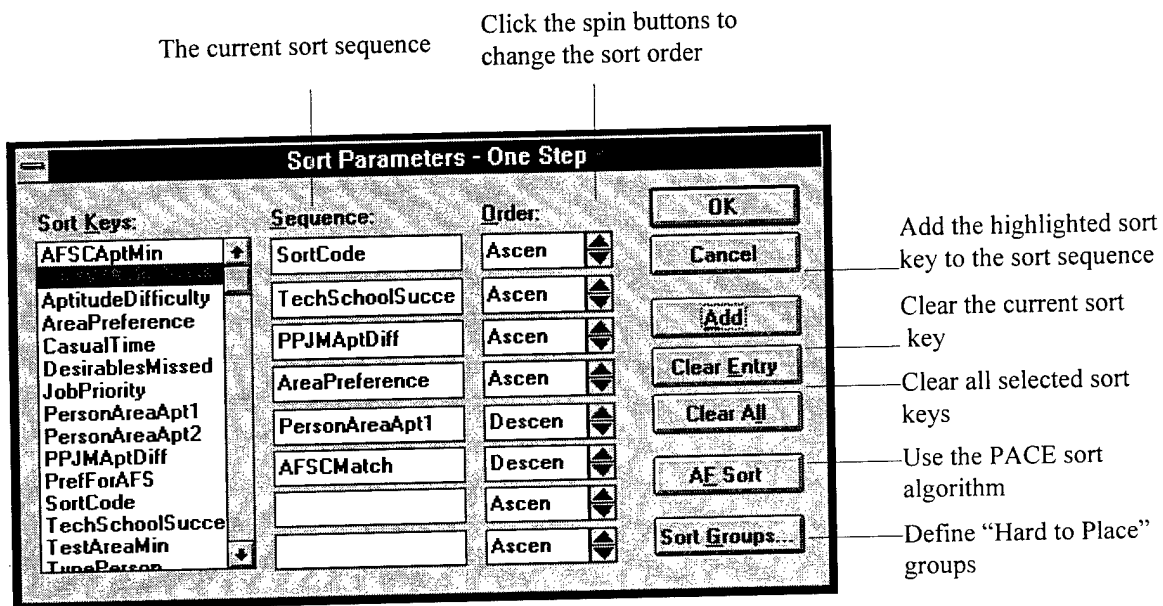 The current sort sequence
Click the spin buttons to
change the sort order
Sort Parameters - One Step
Sort Keys:
AFSCAptMin
AptitudeDifficulty
AreaPreference
CasualTime
DesirablesMissed
JobPriority
PersonAreaApt1
PersonAreaApt2
PPJMAptDiff
PrefForAFS
SortCode
TechSchoolSucce
TestAreaMin
TypePerson
Sequence:
SortCode
TechSchoolSucce
PPJMAptDiff
AreaPreference
PersonAreaApt1
AFSCMatch
Order:
Ascen
Ascen
Ascen
Ascen
Descen
Descen
Ascen
Ascen
OK
Cancel
Add
Clear Entry
Clear All
AF Sort
Sort Groups...
Add the highlighted sort
key to the sort sequence
Clear the current sort
key
Clear all selected sort
keys
Use the PACE sort
algorithm
Define “Hard to Place”
groups